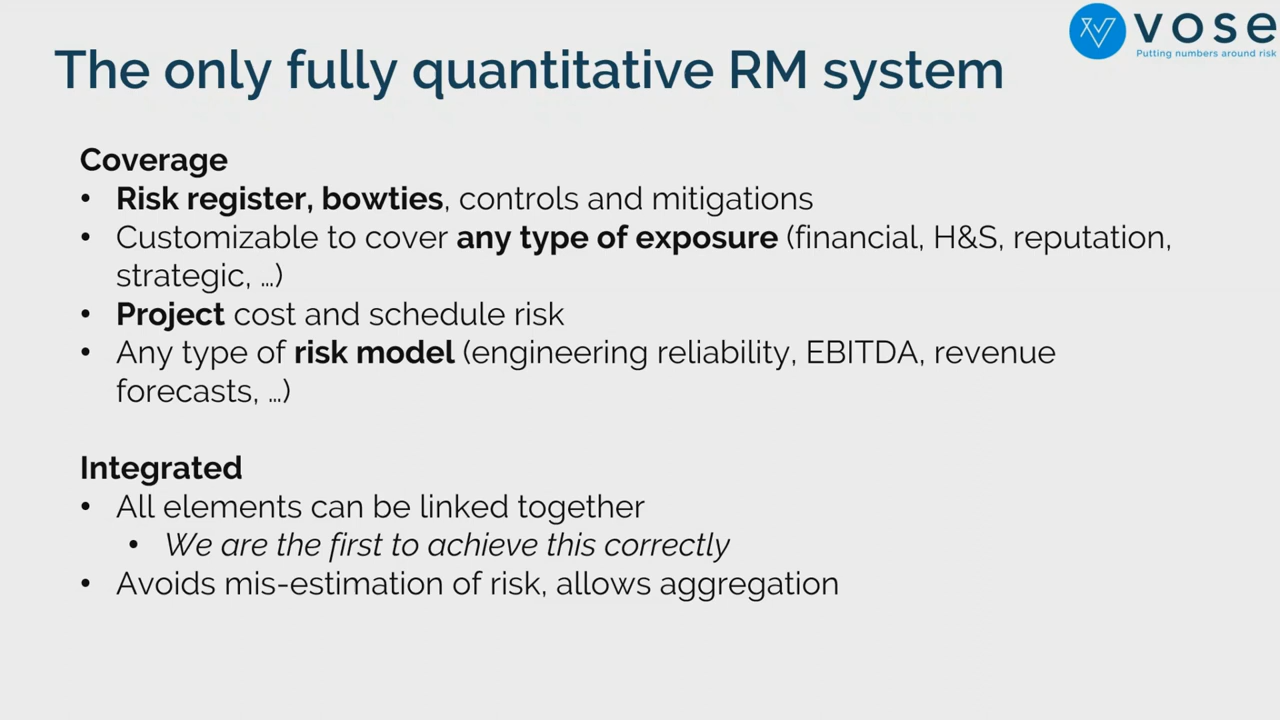 vose
Putting numbers around risk
The only fully quantitative RM system
Coverage
• Risk register, bowties, controls and mitigations
• Customizable to cover any type of exposure (financial, H&S, reputation,
strategic, …)
• Project cost and schedule risk
• Any type of risk model (engineering reliability, EBITDA, revenue
forecasts, …)
Integrated
• All elements can be linked together
• We are the first to achieve this correctly
• Avoids mis-estimation of risk, allows aggregation